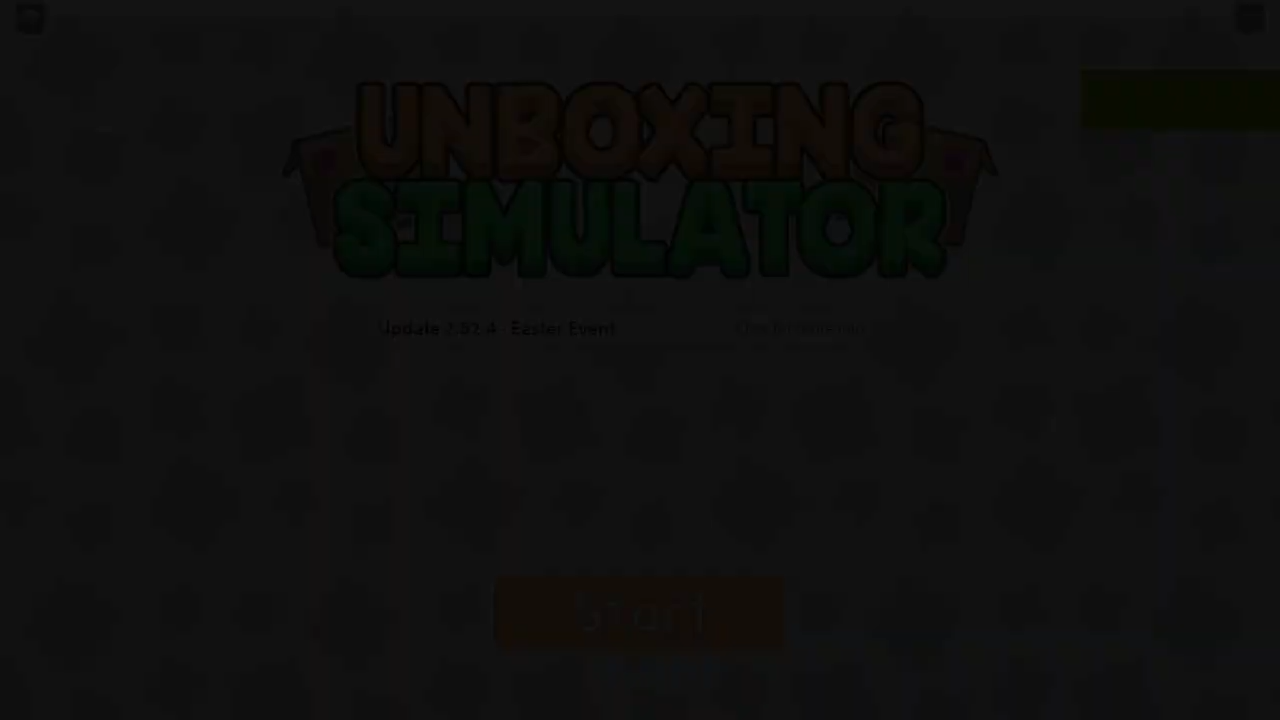 UNBOXING
SIMULATOR
Update 2.52.4 - Easter Event
Start